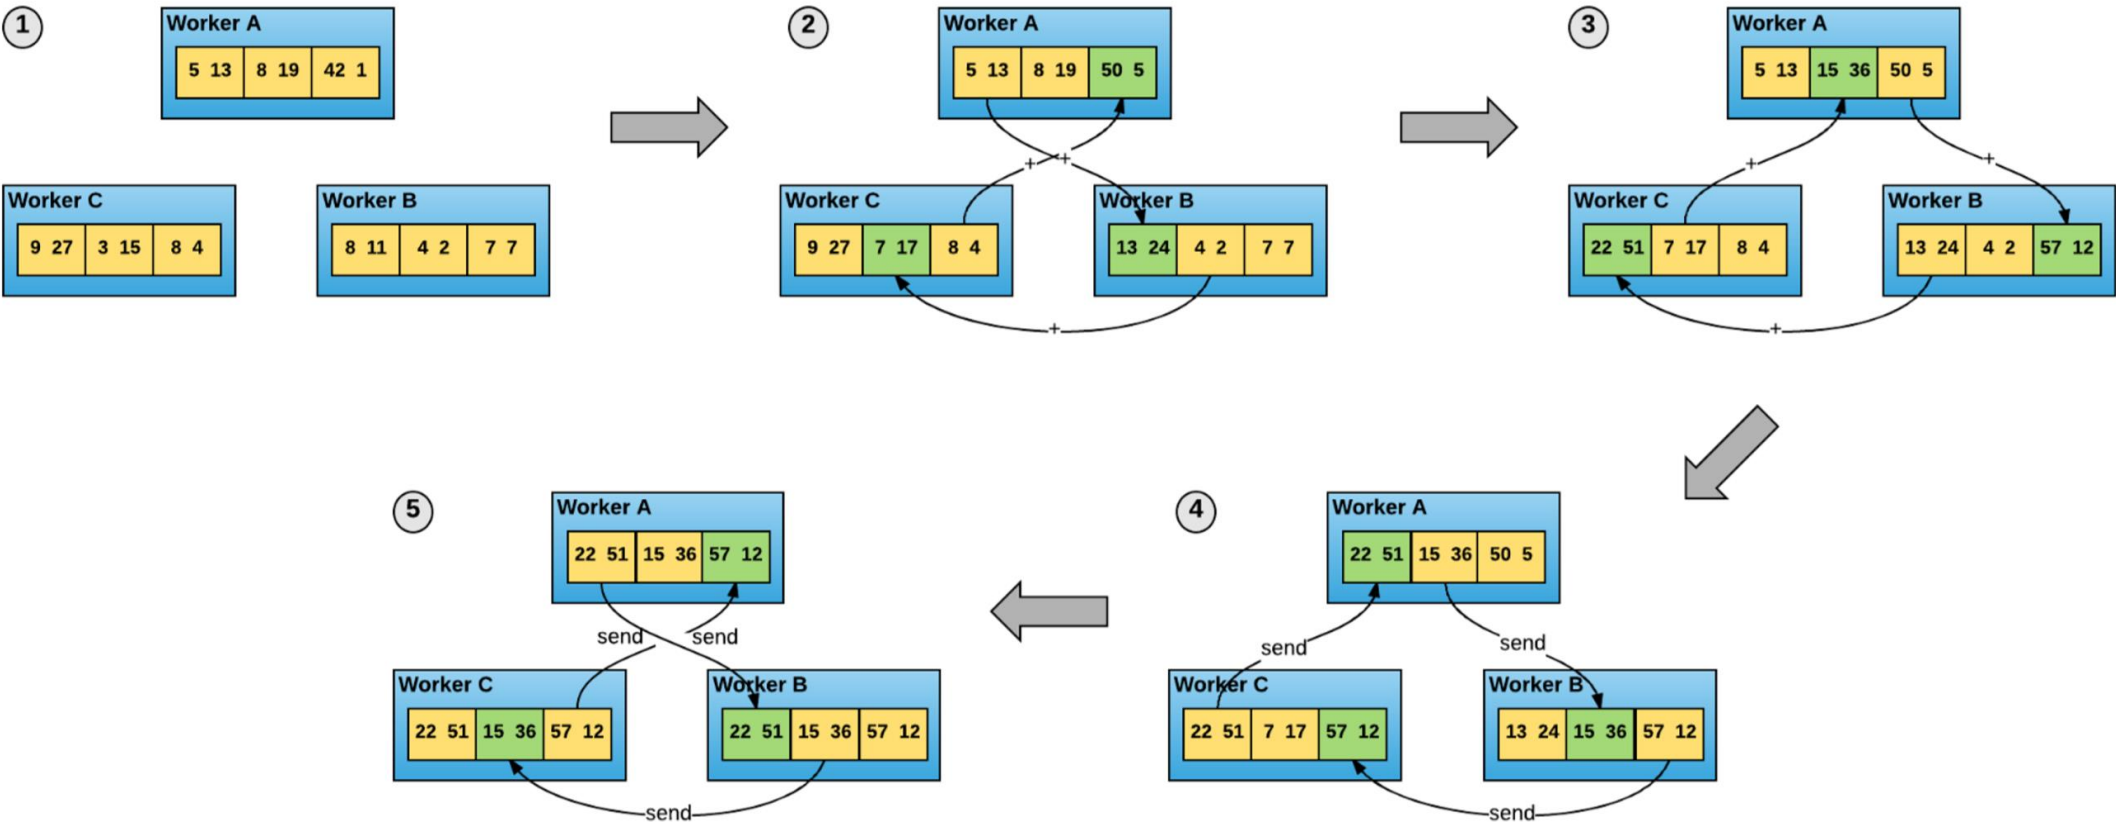 1
Worker A
5 13 8 19 42 1
Worker C
9 27 3 15 8 4
Worker B
8 11 4 2 7 7
2
Worker A
5 13 8 19 50 5
+ +
Worker C
9 27 7 17 8 4
Worker B
13 24 4 2 7 7
+
3
Worker A
5 13 15 36 50 5
+ +
Worker C
22 51 7 17 8 4
Worker B
13 24 4 2 57 12
+
4
Worker A
22 51 15 36 50 5
send send
Worker C
22 51 7 17 57 12
Worker B
13 24 15 36 57 12
send
5
Worker A
22 51 15 36 57 12
send send
Worker C
22 51 15 36 57 12
Worker B
22 51 15 36 57 12
send